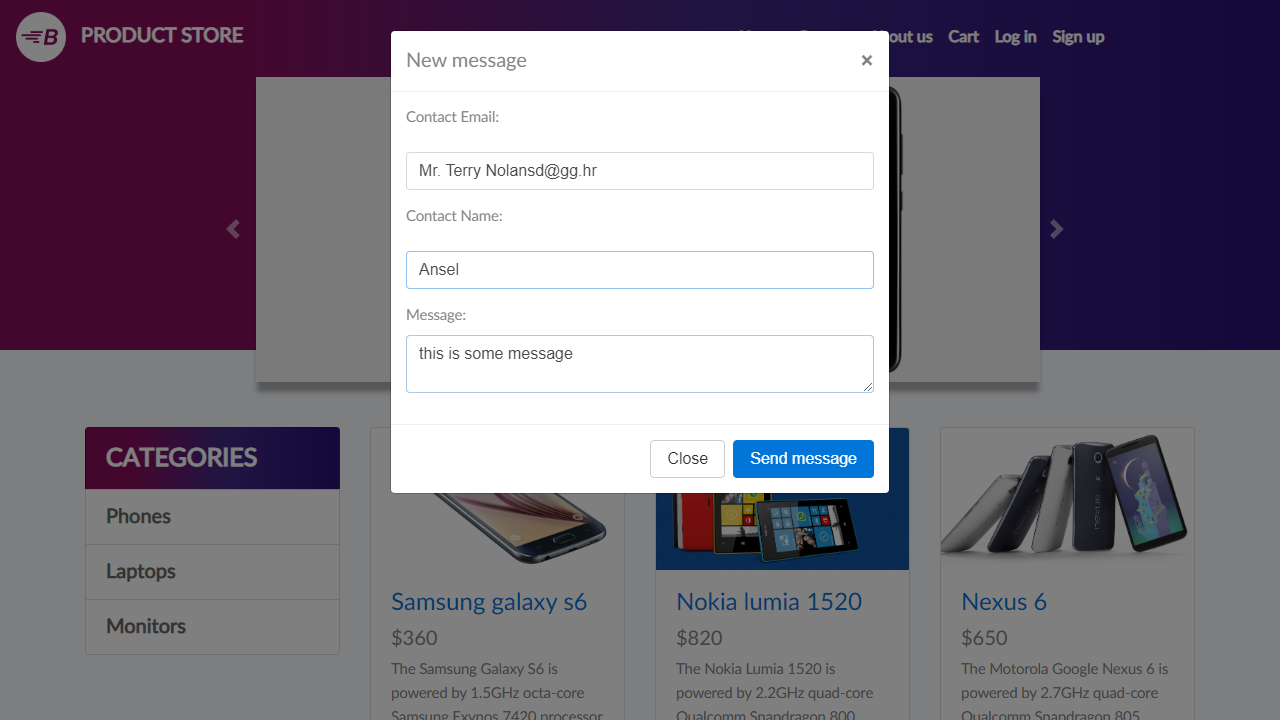 PRODUCT STORE
out us Cart Log in Sign up
New message
×
Contact Email:
Mr. Terry Nolansd@gg.hr
Contact Name:
Ansel
Message:
this is some message
Close
Send message
CATEGORIES
Phones
Laptops
Monitors
Samsung galaxy s6
$360
The Samsung Galaxy S6 is
powered by 1.5GHz octa-core
Samsung Exynos 7420 processor
Nokia lumia 1520
$820
The Nokia Lumia 1520 is
powered by 2.2GHz quad-core
Qualcomm Snapdragon 800
Nexus 6
$650
The Motorola Google Nexus 6 is
powered by 2.7GHz quad-core
Qualcomm Snapdragon 805